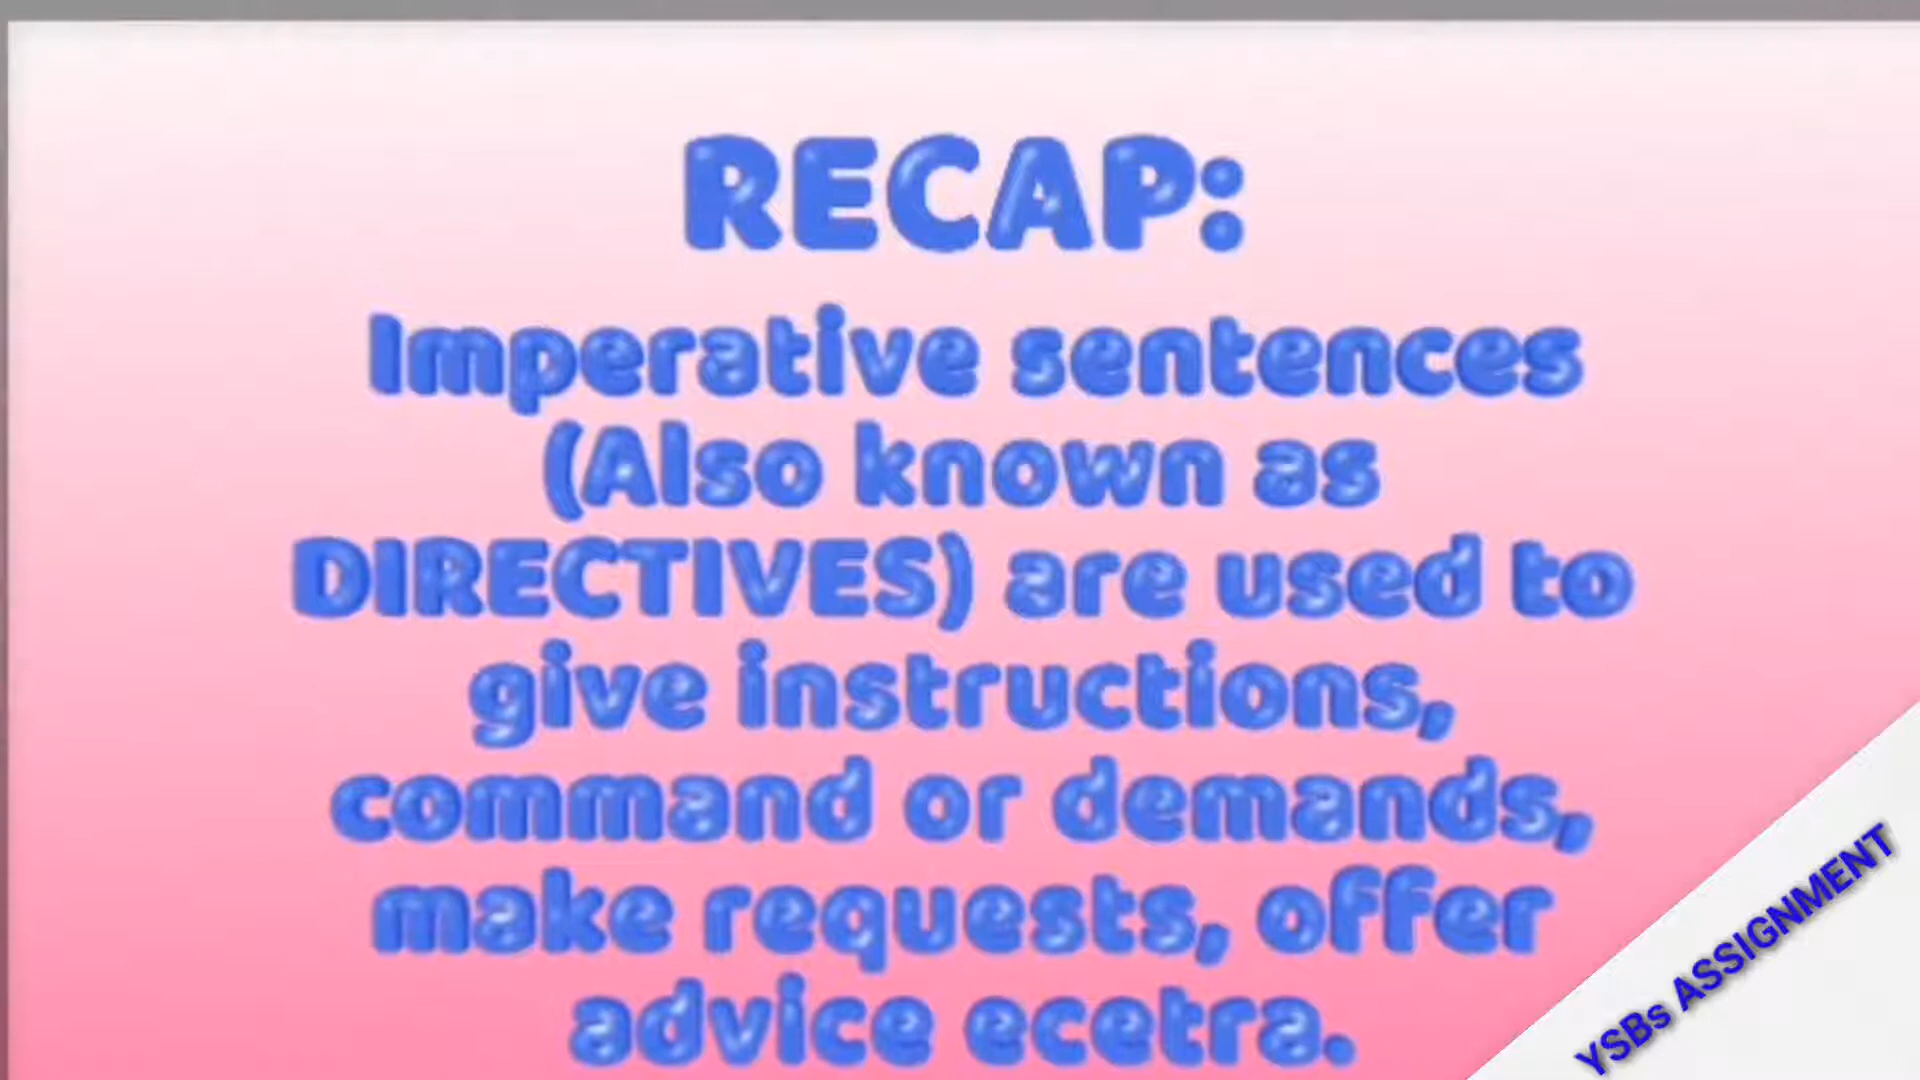 RECAP:
Imperative sentences
(Also known as
DIRECTIVES) are used to
give instructions,
command or demands,
make requests, offer
advice ecetra.
YSBs ASSIGNMENT